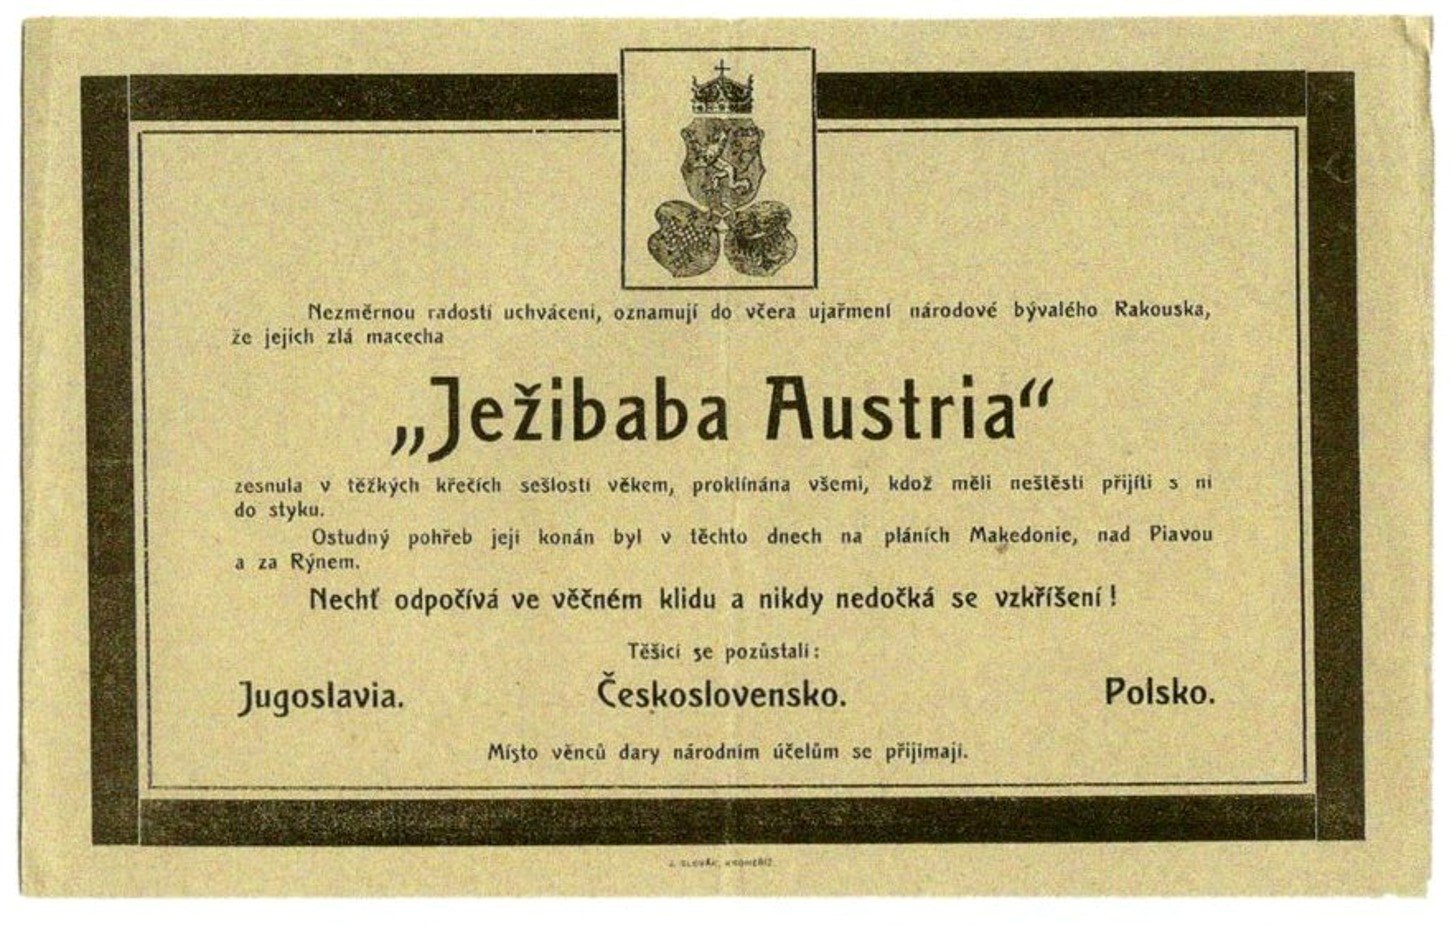 Nezměrnou radostí uchvácení, oznamují do včera ujařmení národové bývalého Rakouska,
že jejich zlá macecha
„Ježibaba Austria“
zesnula v těžkých křečích sešlostí věkem, proklínána všemi, kdož měli neštěstí přijíti s ní
do styku.
Ostudný pohřeb její konán byl v těchto dnech na pláních Makedonie, nad Piavou
a za Rýnem.
Nechť odpočívá ve věčném klidu a nikdy nedočká se vzkříšení!
Těšící se pozůstalí:
Jugoslavia. Československo. Polsko.
Místo věnců dary národním účelům se přijímají.
J. SLOVÁK, KROMĚŘÍŽ.